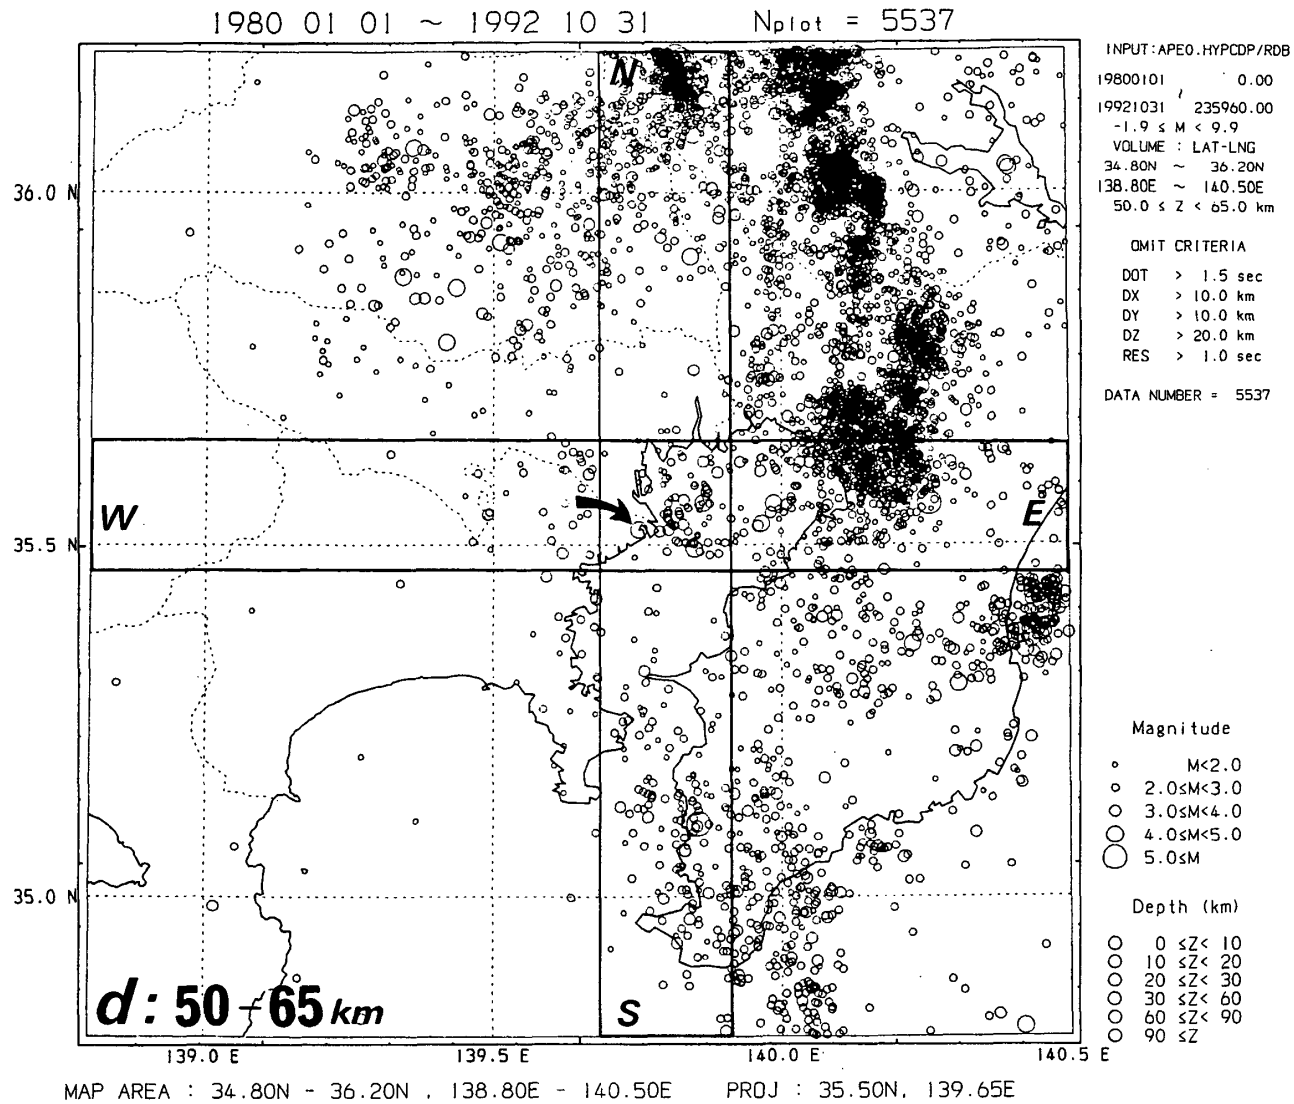 1980 01 01 ~ 1992 10 31 Nplot = 5537
INPUT:APE0.HYPCDP/RDB
19800101 0.00
~
19921031 235960.00
-1.9 ≤ M < 9.9
VOLUME : LAT-LNG
34.80N ~ 36.20N
138.80E ~ 140.50E
50.0 ≤ Z < 65.0 km
OMIT CRITERIA
DOT > 1.5 sec
DX > 10.0 km
DY > 10.0 km
DZ > 20.0 km
RES > 1.0 sec
DATA NUMBER = 5537
N
36.0 N
W
E
35.5 N
35.0 N
S
d: 50-65 km
Magnitude
M<2.0
2.0≤M<3.0
3.0≤M<4.0
4.0≤M<5.0
5.0≤M
Depth (km)
0 ≤Z< 10
10 ≤Z< 20
20 ≤Z< 30
30 ≤Z< 60
60 ≤Z< 90
90 ≤Z
139.0 E 139.5 E 140.0 E 140.5 E
MAP AREA : 34.80N - 36.20N , 138.80E - 140.50E PROJ : 35.50N, 139.65E